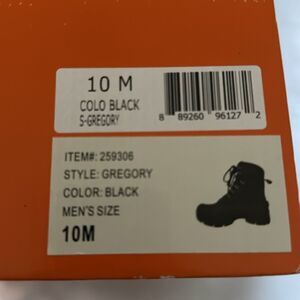 10 M
COLO BLACK
S-GREGORY
8 89260 96127 2
ITEM#: 259306
STYLE: GREGORY
COLOR: BLACK
MEN'S SIZE
10M